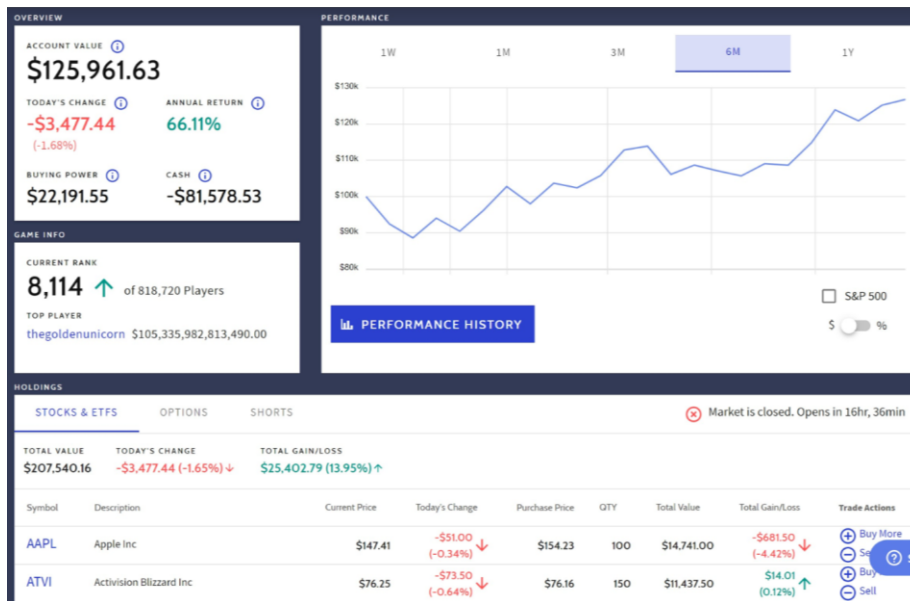 OVERVIEW
ACCOUNT VALUE
$125,961.63
TODAY'S CHANGE
-$3,477.44
(-1.68%)
ANNUAL RETURN
66.11%
BUYING POWER
$22,191.55
CASH
-$81,578.53
GAME INFO
CURRENT RANK
8,114 of 818,720 Players
TOP PLAYER
thegoldenunicorn $105,335,982,813,490.00
PERFORMANCE
1W 1M 3M 6M 1Y
$130k
$120k
$110k
$100k
$90k
$80k
S&P 500
$ %
PERFORMANCE HISTORY
HOLDINGS
STOCKS & ETFS OPTIONS SHORTS
Market is closed. Opens in 16hr, 36min
TOTAL VALUE TODAY'S CHANGE TOTAL GAIN/LOSS
$207,540.16 -$3,477.44 (-1.65%) $25,402.79 (13.95%)
Symbol Description Current Price Today's Change Purchase Price QTY Total Value Total Gain/Loss Trade Actions
AAPL Apple Inc $147.41 -$51.00 (-0.34%) $154.23 100 $14,741.00 -$681.50 (-4.42%) Buy More
ATVI Activision Blizzard Inc $76.25 -$73.50 (-0.64%) $76.16 150 $11,437.50 $14.01 (0.12%) Buy Sell